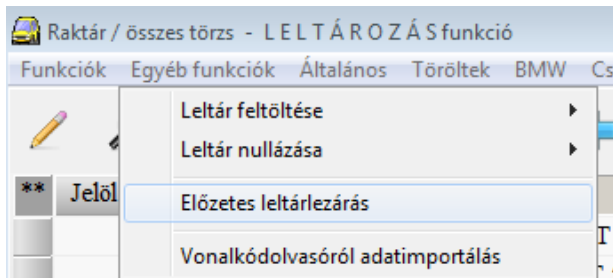 Raktár / összes törzs - L E L T Á R O Z Á S funkció
Funkciók Egyéb funkciók Általános Töröltek BMW Cs
Leltár feltöltése
Leltár nullázása
** Jelöl
Előzetes leltárlezárás
Vonalkódolvasóról adatimportálás